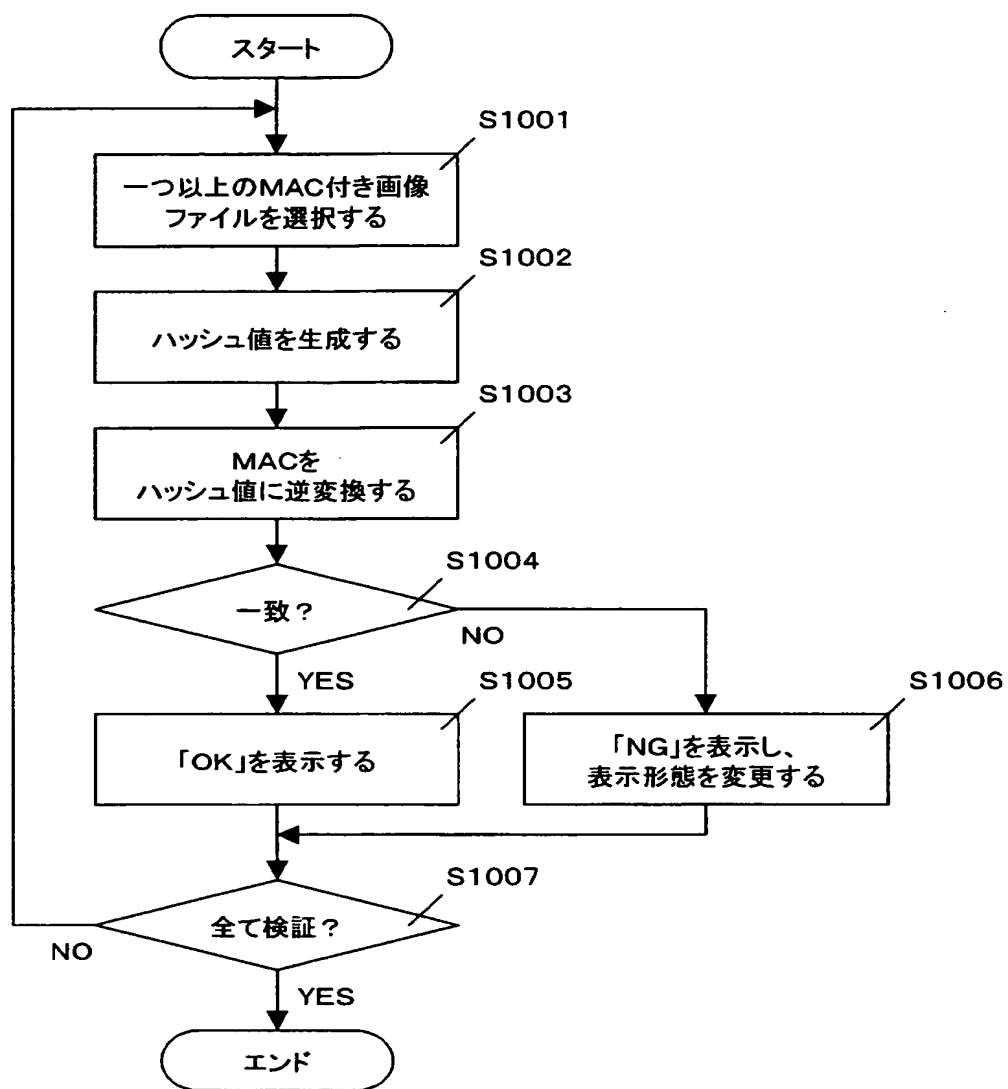 スタート
S1001
一つ以上のMAC付き画像
ファイルを選択する
S1002
ハッシュ値を生成する
S1003
MACを
ハッシュ値に逆変換する
S1004
一致?
NO
YES
S1005
「OK」を表示する
S1006
「NG」を表示し、
表示形態を変更する
S1007
全て検証?
NO
YES
エンド